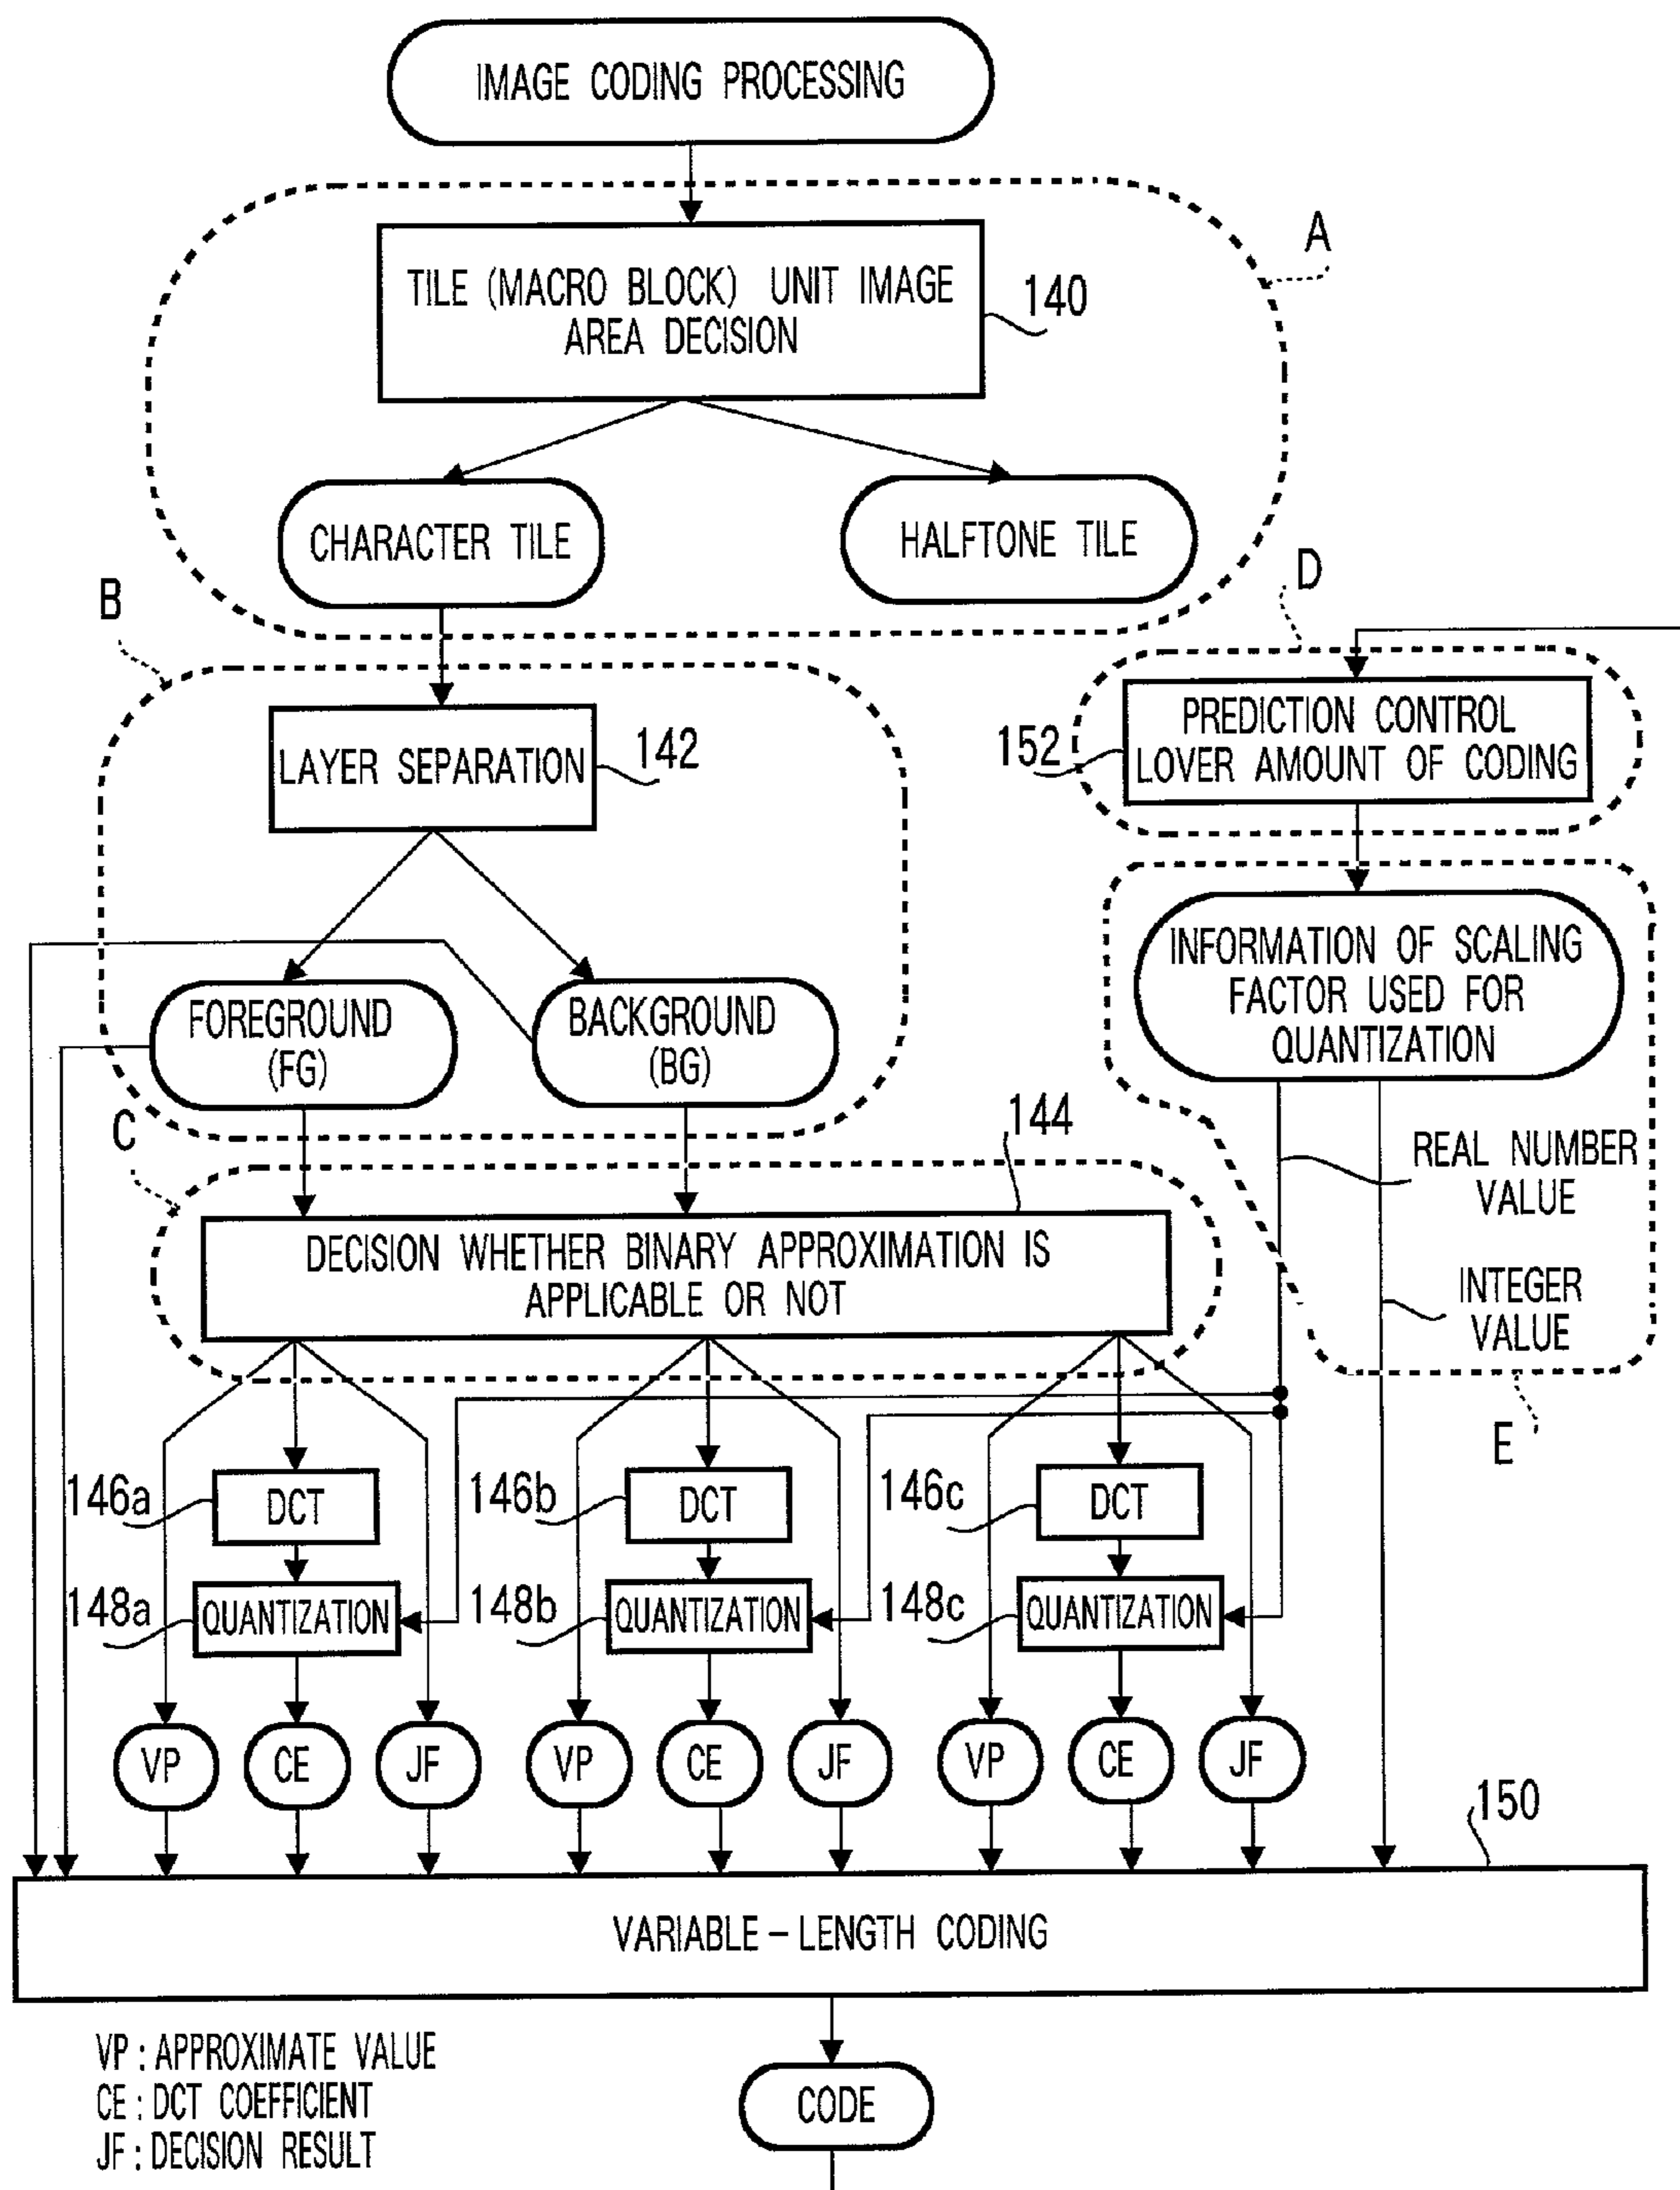 IMAGE CODING PROCESSING
A
TILE (MACRO BLOCK) UNIT IMAGE
AREA DECISION
140
CHARACTER TILE
HALFTONE TILE
B
D
LAYER SEPARATION
142
152
PREDICTION CONTROL
LOVER AMOUNT OF CODING
INFORMATION OF SCALING
FACTOR USED FOR
QUANTIZATION
FOREGROUND
(FG)
BACKGROUND
(BG)
C
144
REAL NUMBER
VALUE
DECISION WHETHER BINARY APPROXIMATION IS
APPLICABLE OR NOT
INTEGER
VALUE
E
146a
DCT
146b
DCT
146c
DCT
148a
QUANTIZATION
148b
QUANTIZATION
148c
QUANTIZATION
VP
CE
JF
VP
CE
JF
VP
CE
JF
150
VARIABLE-LENGTH CODING
VP : APPROXIMATE VALUE
CE : DCT COEFFICIENT
JF : DECISION RESULT
CODE